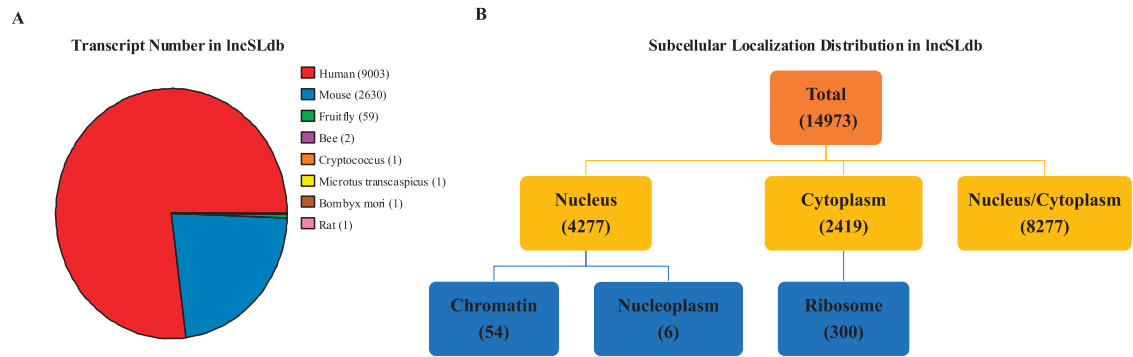 A
Transcript Number in lncSLdb
Human (9003)
Mouse (2630)
Fruitfly (59)
Bee (2)
Cryptococcus (1)
Microtus transcaspicus (1)
Bombyx mori (1)
Rat (1)
B
Subcellular Localization Distribution in lncSLdb
Total
(14973)
Nucleus
(4277)
Cytoplasm
(2419)
Nucleus/Cytoplasm
(8277)
Chromatin
(54)
Nucleoplasm
(6)
Ribosome
(300)